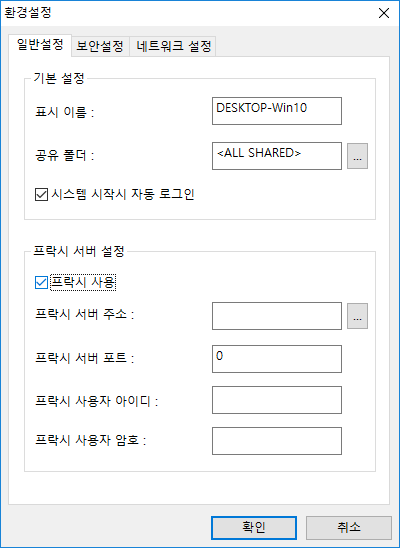 환경설정
일반설정 보안설정 네트워크 설정
기본 설정
표시 이름 : DESKTOP-Win10
공유 폴더 : <ALL SHARED> ...
시스템 시작시 자동 로그인
프락시 서버 설정
프락시 사용
프락시 서버 주소 : ...
프락시 서버 포트 : 0
프락시 사용자 아이디 :
프락시 사용자 암호 :
확인 취소